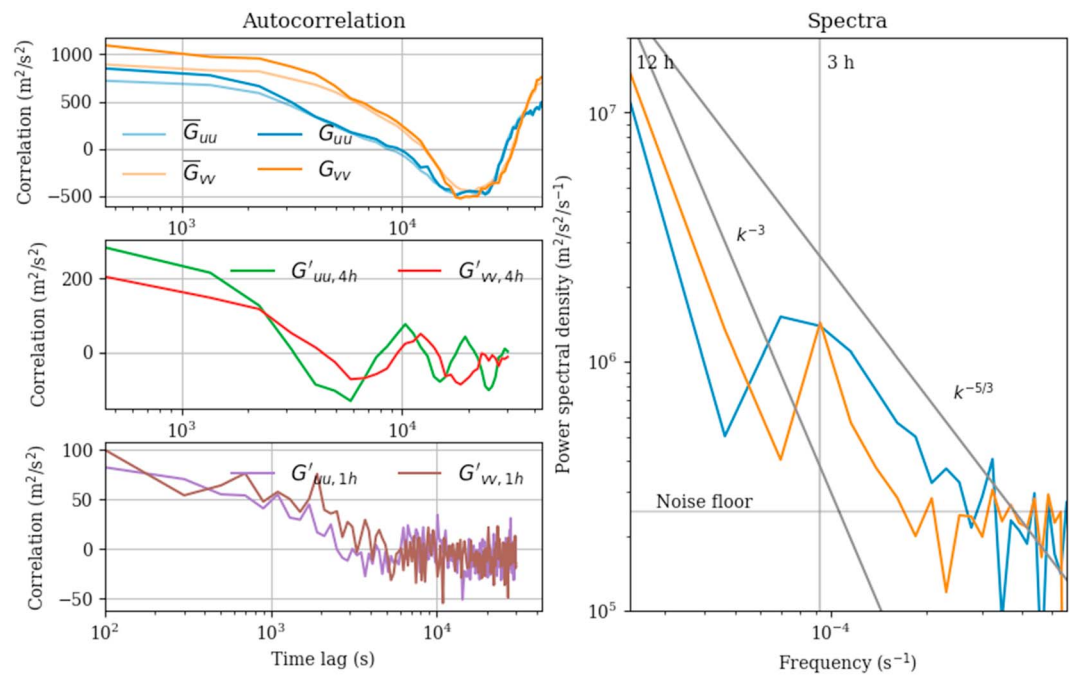 Autocorrelation
Correlation (m²/s²)
1000
500
0
−500
G̅uu
Guu
G̅vv
Gvv
10³
10⁴
Correlation (m²/s²)
200
0
G′uu, 4h
G′vv, 4h
10³
10⁴
Correlation (m²/s²)
100
50
0
−50
G′uu, 1h
G′vv, 1h
10²
10³
10⁴
Time lag (s)
Spectra
Power spectral density (m²/s²/s⁻¹)
10⁷
10⁶
10⁵
12 h
3 h
k⁻³
k⁻⁵/³
Noise floor
10⁻⁴
Frequency (s⁻¹)